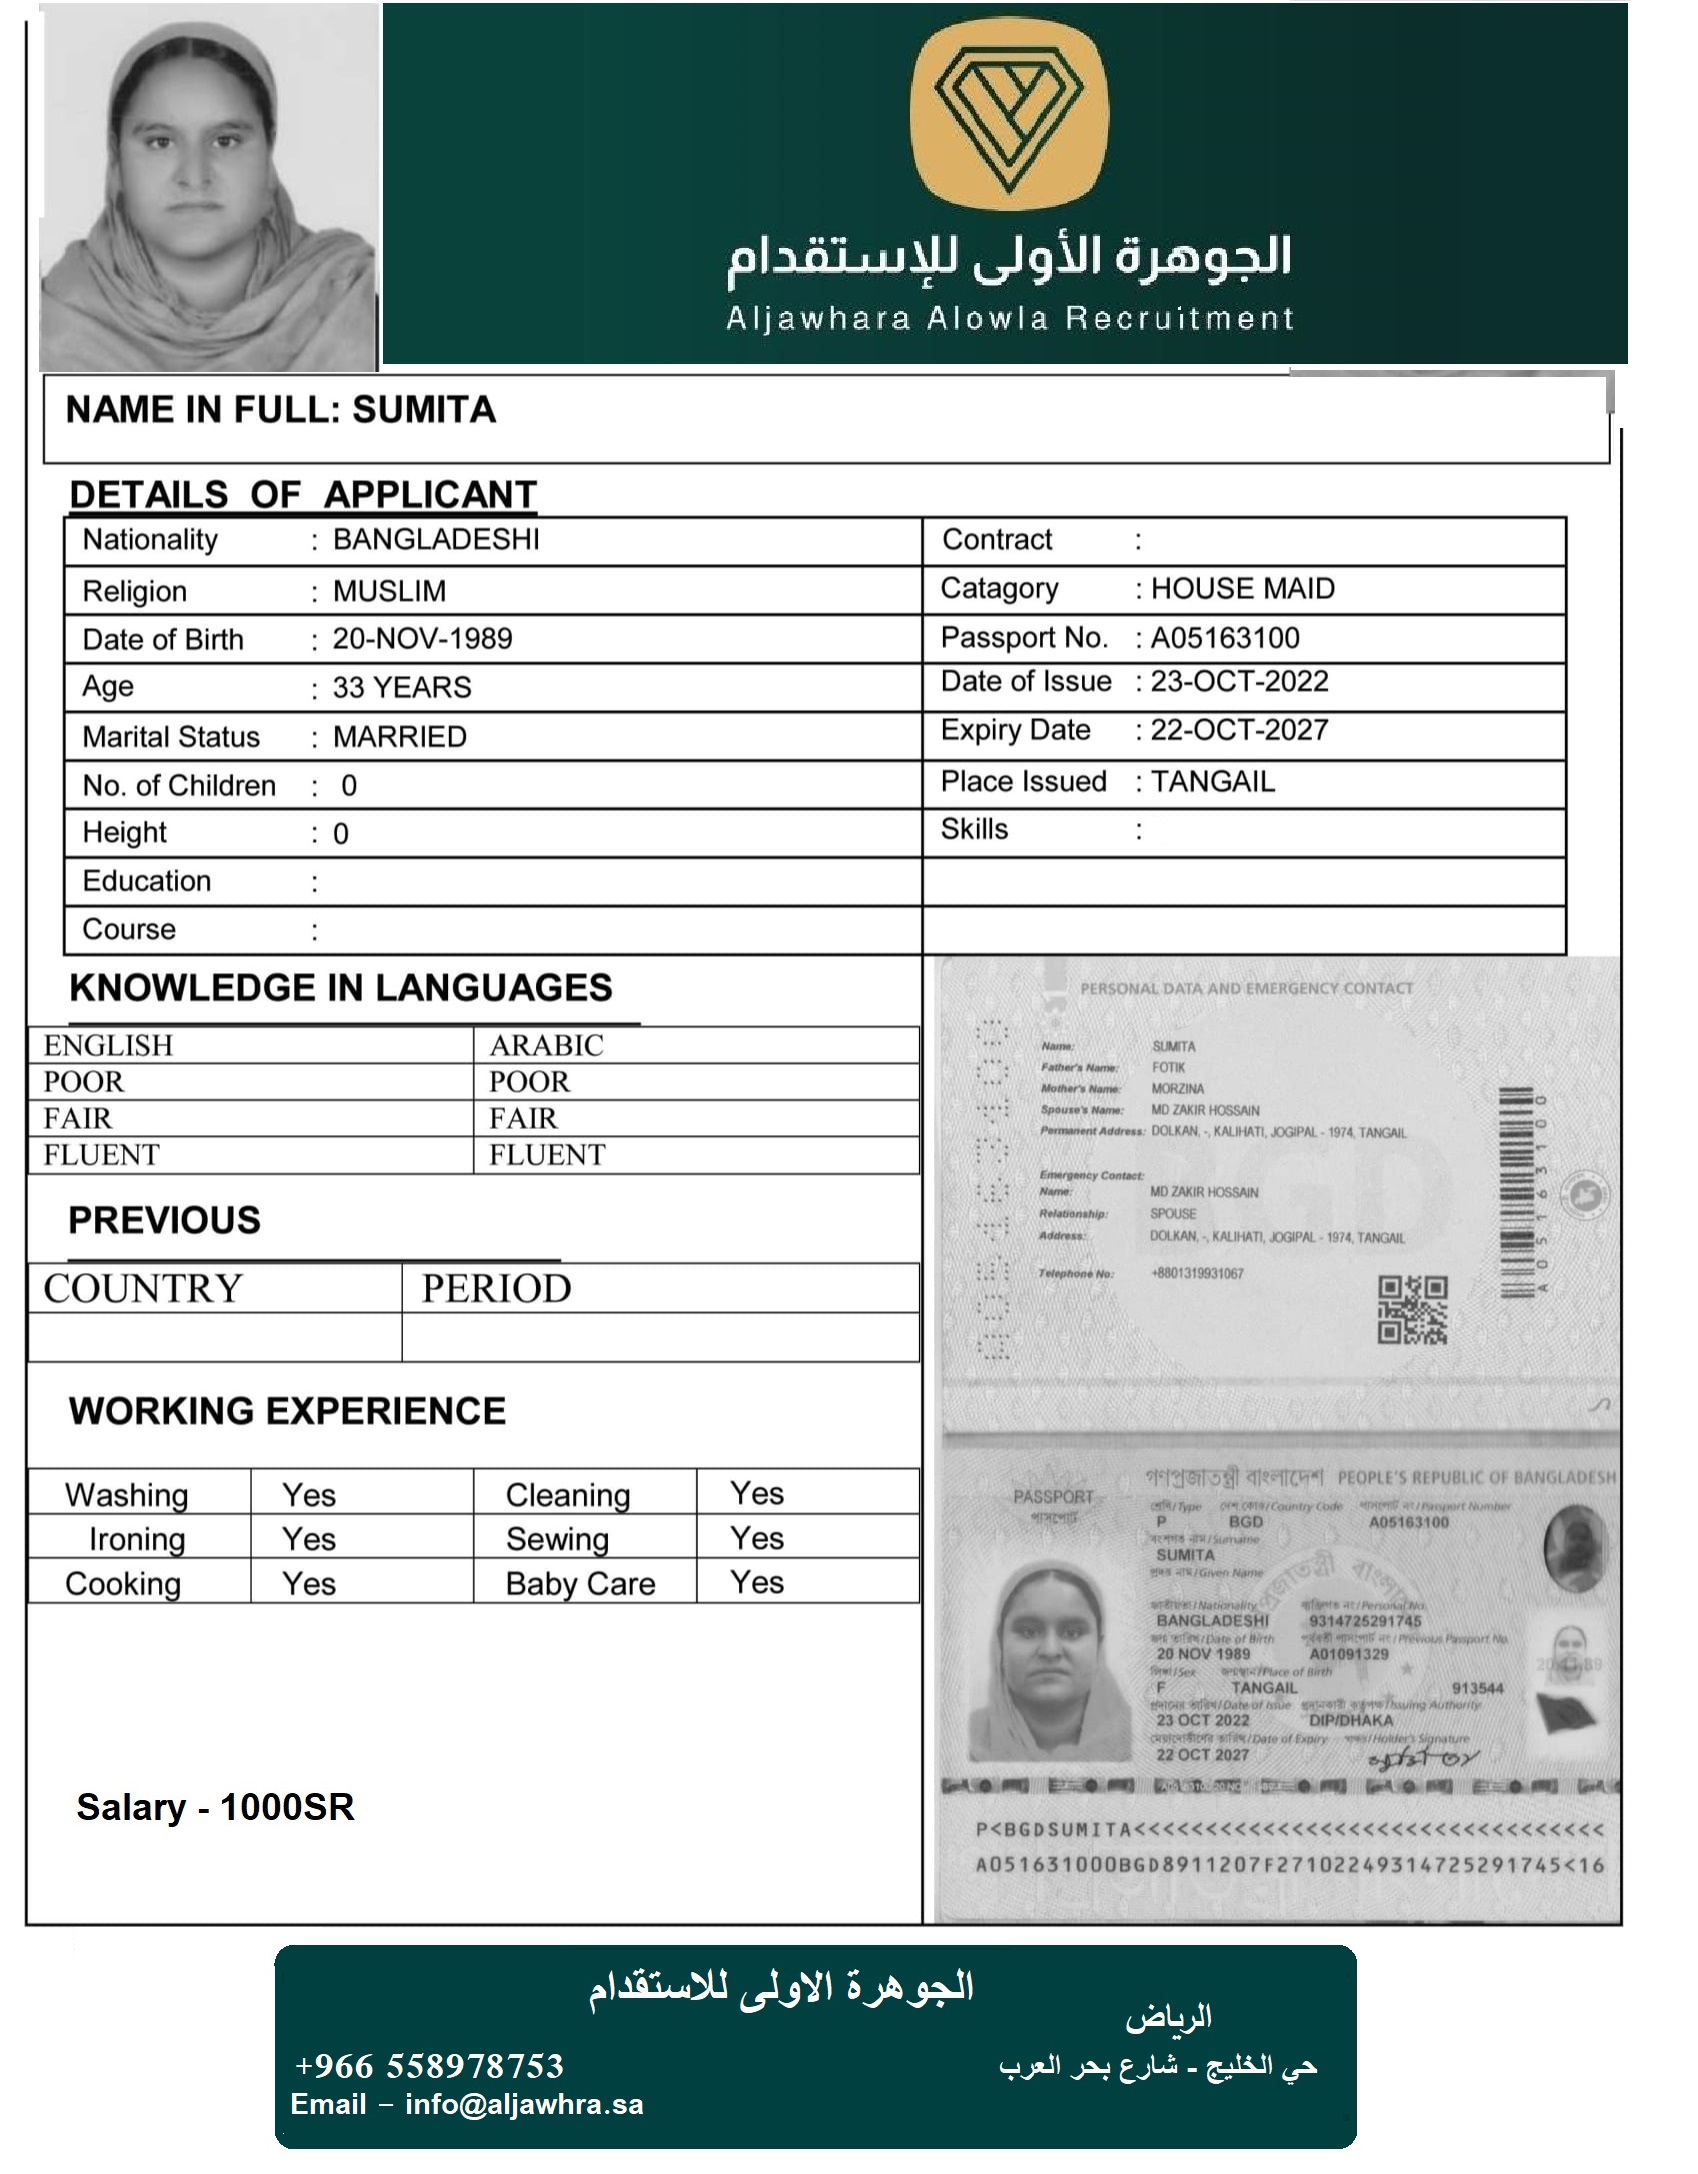 الجوهرة الأولى للإستقدام
Aljawhara Alowla Recruitment
NAME IN FULL: SUMITA
DETAILS OF APPLICANT
Nationality : BANGLADESHI
Contract :
Religion : MUSLIM
Catagory : HOUSE MAID
Date of Birth : 20-NOV-1989
Passport No. : A05163100
Age : 33 YEARS
Date of Issue : 23-OCT-2022
Marital Status : MARRIED
Expiry Date : 22-OCT-2027
No. of Children : 0
Place Issued : TANGAIL
Height : 0
Skills :
Education :
Course :
KNOWLEDGE IN LANGUAGES
ENGLISH ARABIC
POOR POOR
FAIR FAIR
FLUENT FLUENT
PREVIOUS
COUNTRY PERIOD
WORKING EXPERIENCE
Washing Yes Cleaning Yes
Ironing Yes Sewing Yes
Cooking Yes Baby Care Yes
Salary - 1000SR
PERSONAL DATA AND EMERGENCY CONTACT
Name: SUMITA
Father's Name: FOTIK
Mother's Name: MORZINA
Spouse's Name: MD ZAKIR HOSSAIN
Permanent Address: DOLKAN, -, KALIHATI, JOGIPAL - 1974, TANGAIL
Emergency Contact:
Name: MD ZAKIR HOSSAIN
Relationship: SPOUSE
Address: DOLKAN, -, KALIHATI, JOGIPAL - 1974, TANGAIL
Telephone No: +8801319931067
A05163100
গণপ্রজাতন্ত্রী বাংলাদেশ PEOPLE'S REPUBLIC OF BANGLADESH
PASSPORT
পাসপোর্ট
শ্রেণি/Type দেশ কোড/Country Code পাসপোর্ট নং/Passport Number
P BGD A05163100
বংশগত নাম/Surname
SUMITA
প্রদত্ত নাম/Given Name
জাতীয়তা/Nationality ব্যক্তিগত নং/Personal No.
BANGLADESHI 9314725291745
জন্ম তারিখ/Date of Birth পূর্ববর্তী পাসপোর্ট নং/Previous Passport No.
20 NOV 1989 A01091329
লিঙ্গ/Sex জন্মস্থান/Place of Birth
F TANGAIL 913544
প্রদানের তারিখ/Date of Issue প্রদানকারী কর্তৃপক্ষ/Issuing Authority
23 OCT 2022 DIP/DHAKA
মেয়াদোত্তীর্ণের তারিখ/Date of Expiry স্বাক্ষর/Holder's Signature
22 OCT 2027
P<BGDSUMITA<<<<<<<<<<<<<<<<<<<<<<<<<<<<<<<<<
A051631000BGD8911207F2710224931472529​1745<16
الجوهرة الاولى للاستقدام
الرياض
حي الخليج - شارع بحر العرب
+966 558978753
Email – info@aljawhra.sa